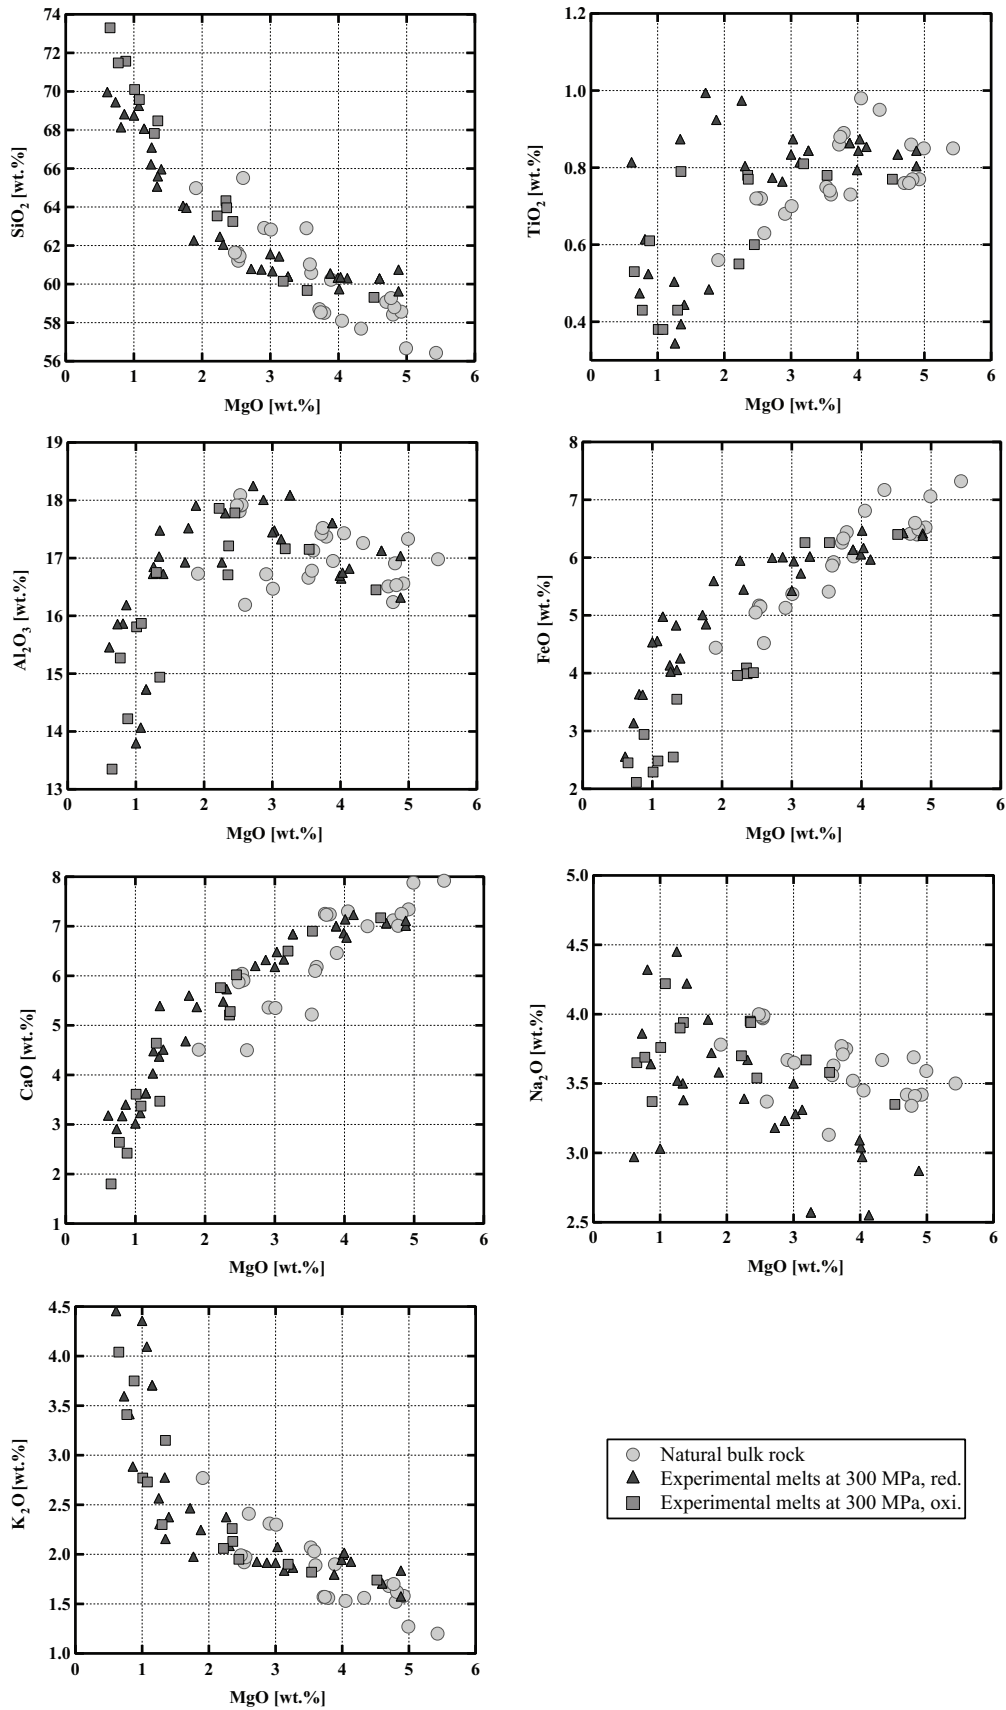 74
72
70
68
66
64
62
60
58
56
SiO2 [wt.%]
0 1 2 3 4 5 6
MgO [wt.%]
1.2
1.0
0.8
0.6
0.4
TiO2 [wt.%]
0 1 2 3 4 5 6
MgO [wt.%]
19
18
17
16
15
14
13
Al2O3 [wt.%]
0 1 2 3 4 5 6
MgO [wt.%]
8
7
6
5
4
3
2
FeO [wt.%]
0 1 2 3 4 5 6
MgO [wt.%]
8
7
6
5
4
3
2
1
CaO [wt.%]
0 1 2 3 4 5 6
MgO [wt.%]
5.0
4.5
4.0
3.5
3.0
2.5
Na2O [wt.%]
0 1 2 3 4 5 6
MgO [wt.%]
4.5
4.0
3.5
3.0
2.5
2.0
1.5
1.0
K2O [wt.%]
0 1 2 3 4 5 6
MgO [wt.%]
Natural bulk rock
Experimental melts at 300 MPa, red.
Experimental melts at 300 MPa, oxi.